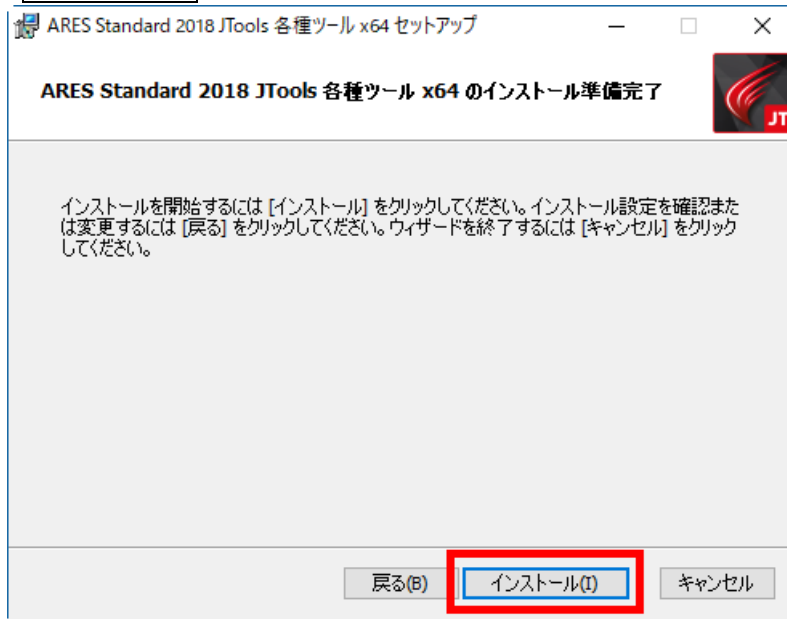 ARES Standard 2018 JTools 各種ツール x64 セットアップ
ARES Standard 2018 JTools 各種ツール x64 のインストール準備完了
JT
インストールを開始するには [インストール] をクリックしてください。インストール設定を確認また
は変更するには [戻る] をクリックしてください。ウィザードを終了するには [キャンセル] をクリック
してください。
戻る(B)
インストール(I)
キャンセル